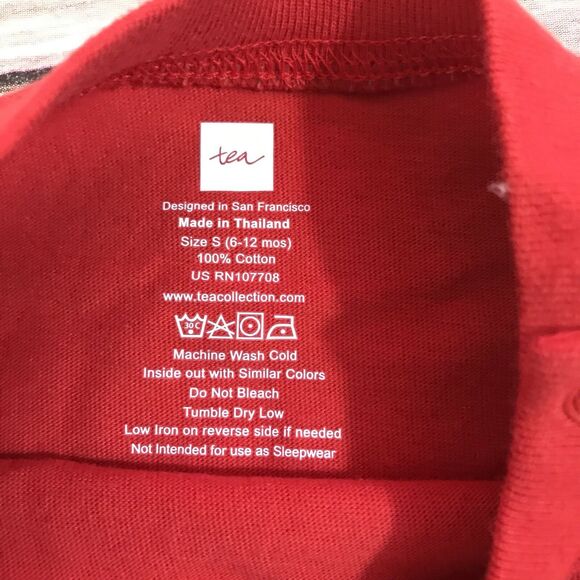 tea
Designed in San Francisco
Made in Thailand
Size S (6-12 mos)
100% Cotton
US RN107708
www.teacollection.com
30 C
Machine Wash Cold
Inside out with Similar Colors
Do Not Bleach
Tumble Dry Low
Low Iron on reverse side if needed
Not Intended for use as Sleepwear